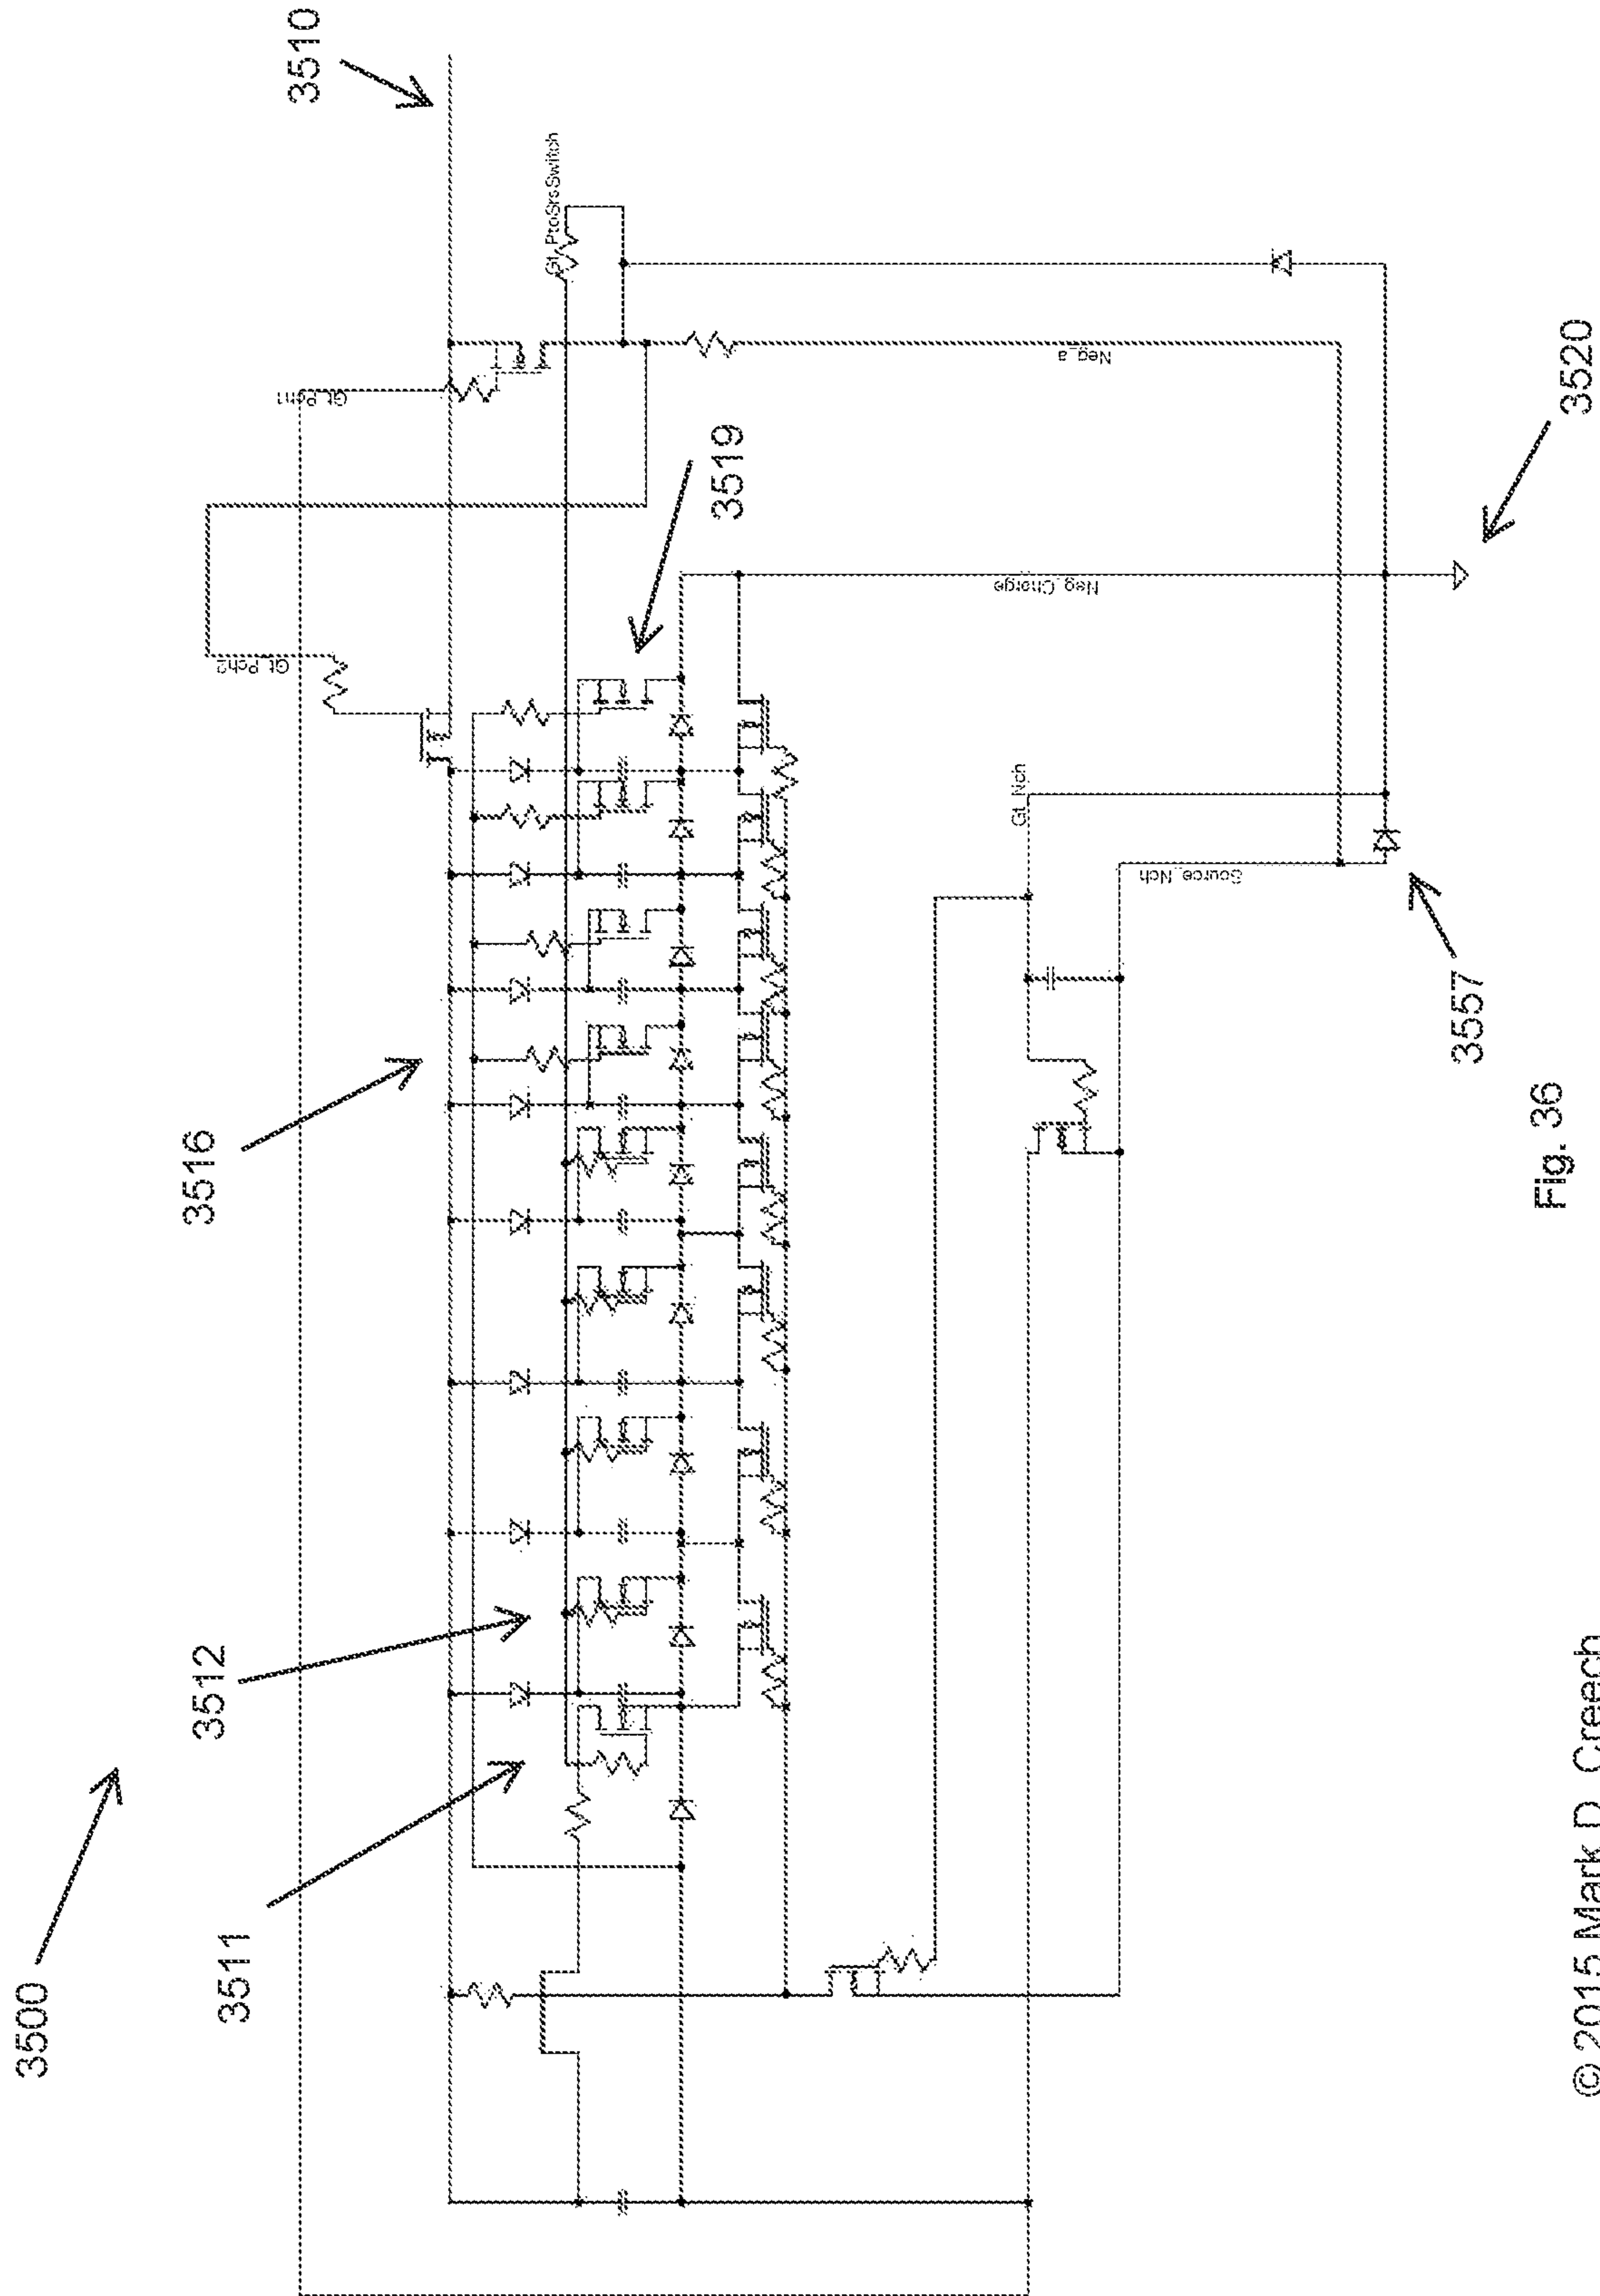 3500
3510
3511
3512
3516
3519
3520
3557
Gt_Pch1
Gt_Pch2
Gt_PtoSrsSwitch
Neg_a
Neg_Charge
Gt_Nch
Source_Nch
Fig. 36
© 2015 Mark D. Creech